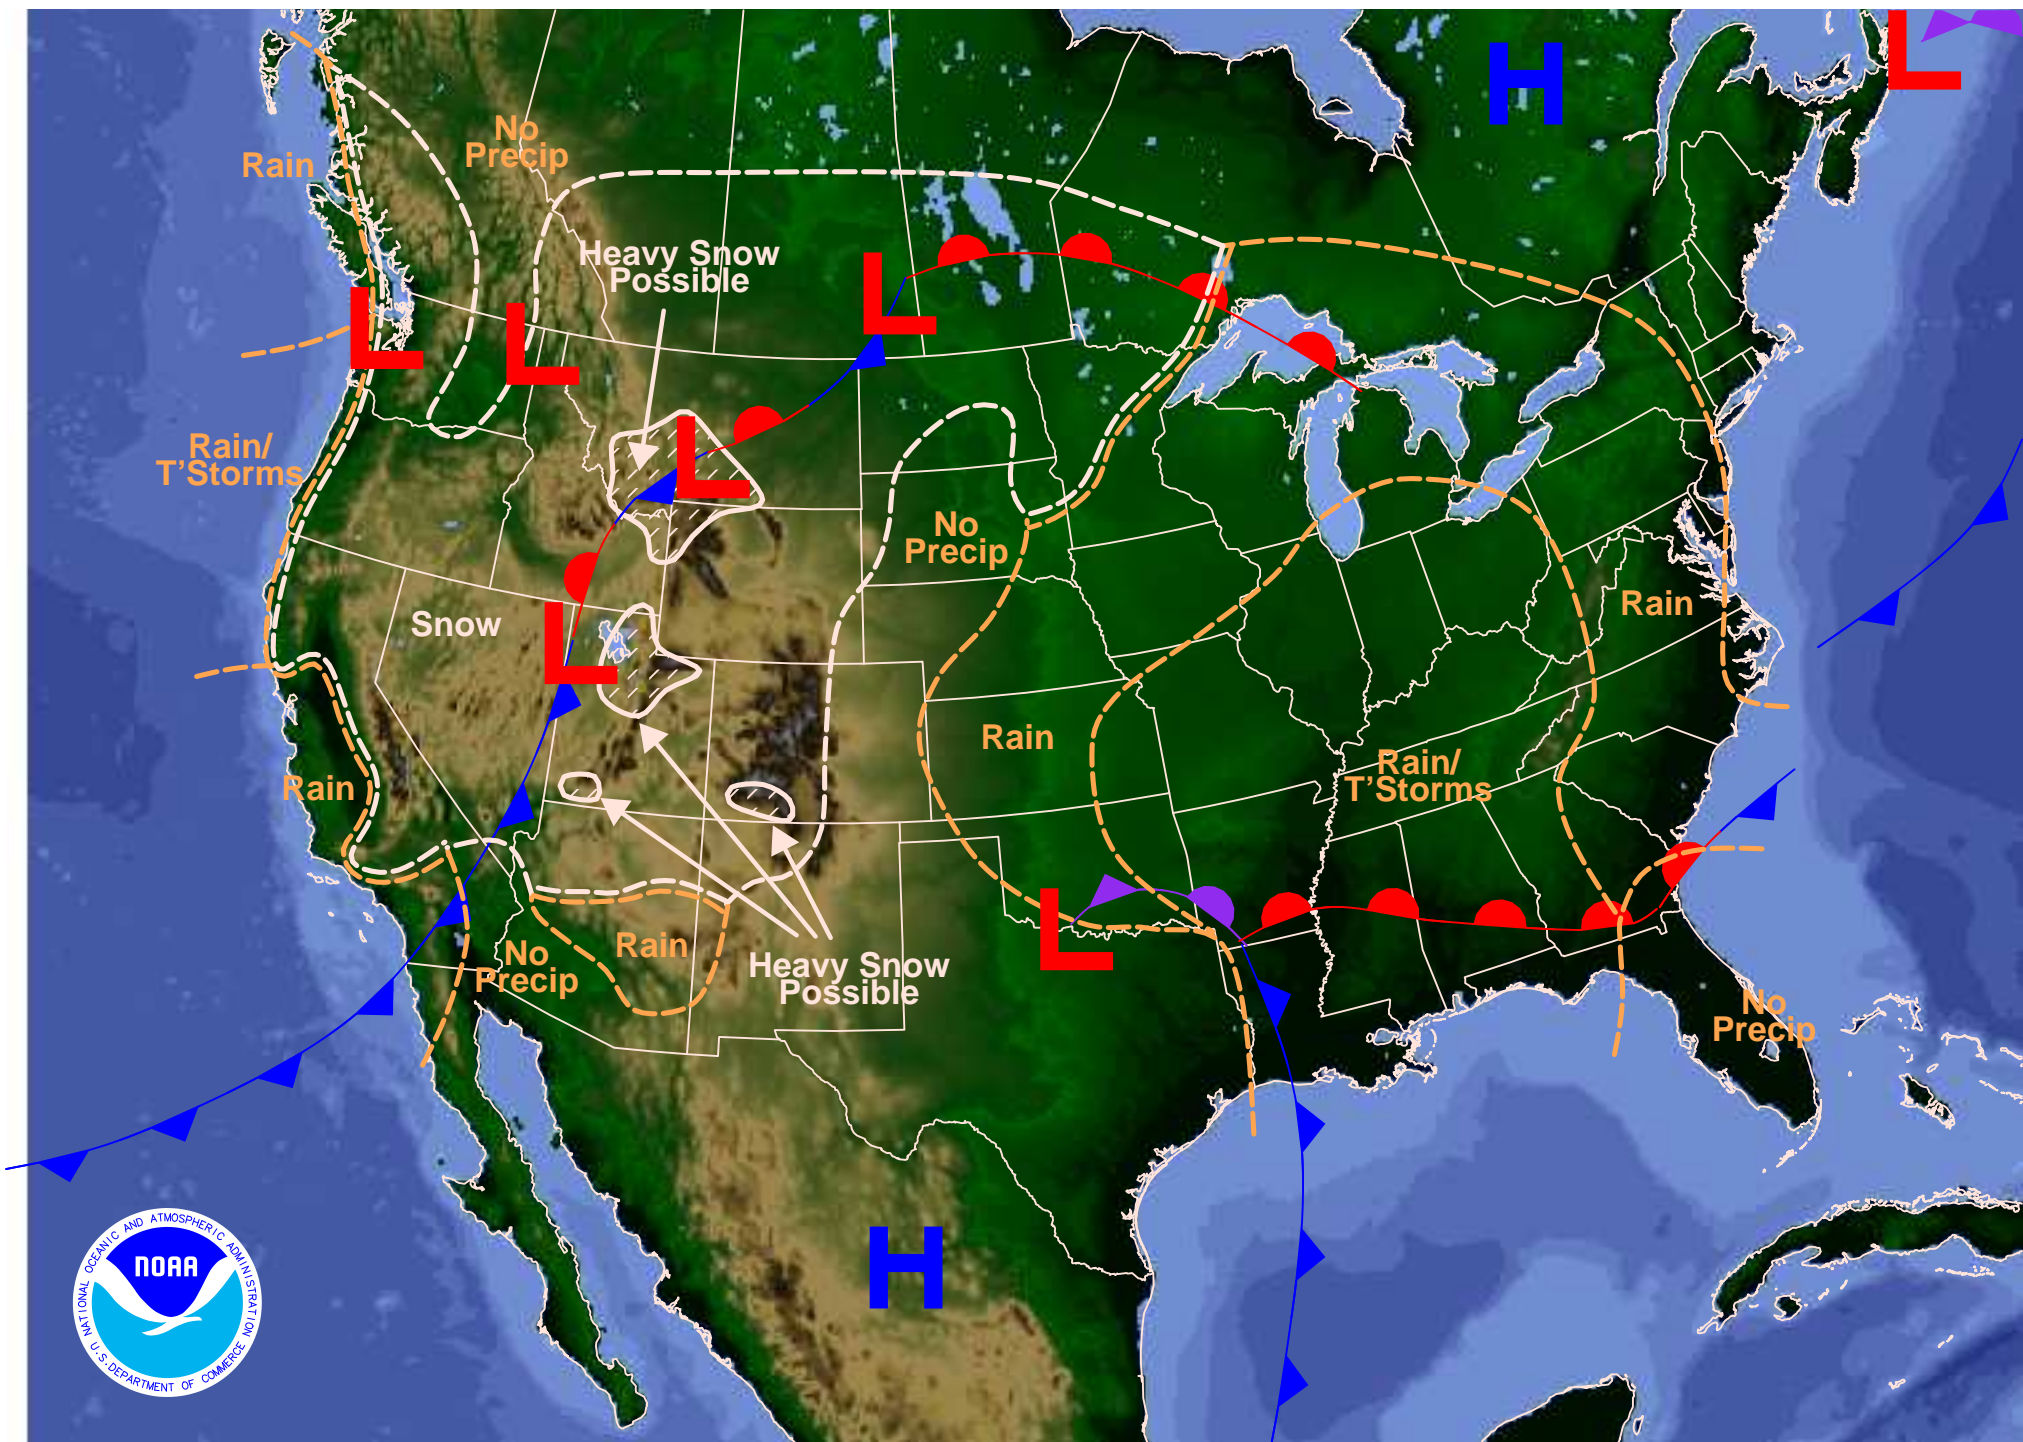 H
L
No
Precip
Rain
Heavy Snow
Possible
L
L
L
Rain/
T'Storms
L
No
Precip
Snow
Rain
L
Rain
Rain/
T'Storms
Rain
L
Rain
No
Precip
Heavy Snow
Possible
No
Precip
H
NATIONAL OCEANIC AND ATMOSPHERIC ADMINISTRATION
NOAA
U.S. DEPARTMENT OF COMMERCE